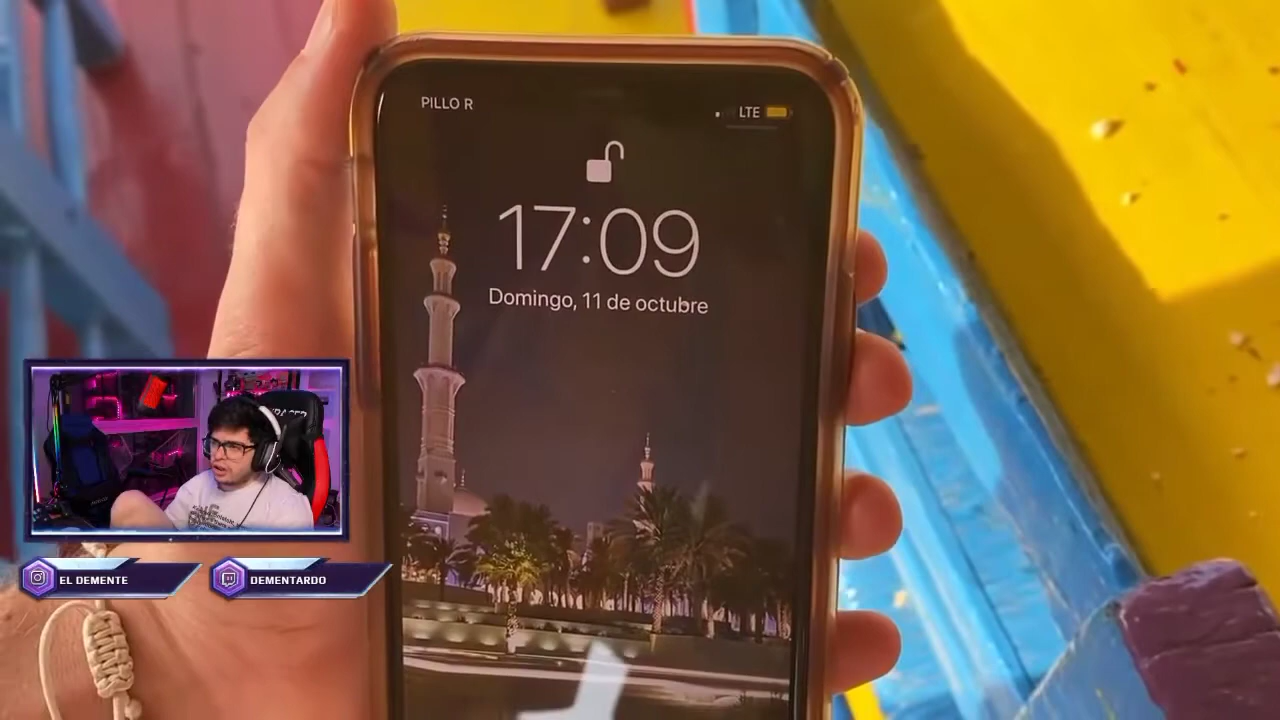 PILLO R
LTE
17:09
Domingo, 11 de octubre
EL DEMENTE
DEMENTARDO